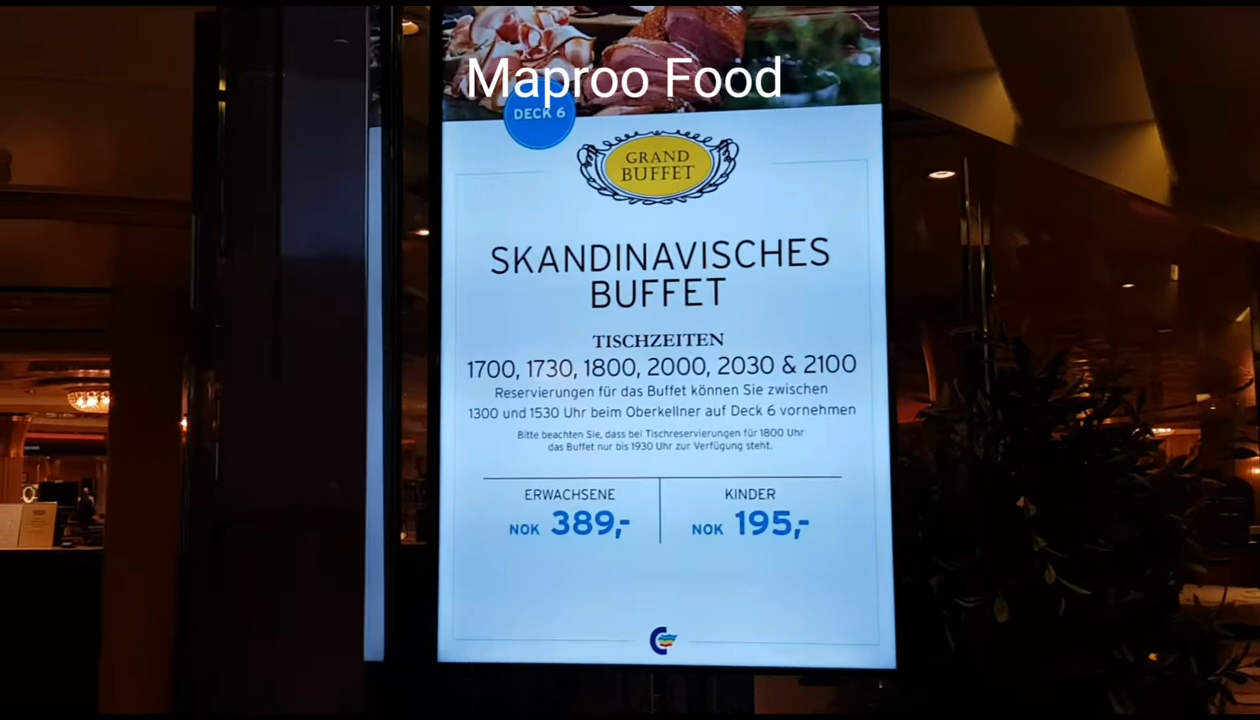 Maproo Food
DECK 6
GRAND
BUFFET
SKANDINAVISCHES
BUFFET
TISCHZEITEN
1700, 1730, 1800, 2000, 2030 & 2100
Reservierungen für das Buffet können Sie zwischen
1300 und 1530 Uhr beim Oberkellner auf Deck 6 vornehmen
Bitte beachten Sie, dass bei Tischreservierungen für 1800 Uhr
das Buffet nur bis 1930 Uhr zur Verfügung steht.
ERWACHSENE
NOK 389,-
KINDER
NOK 195,-